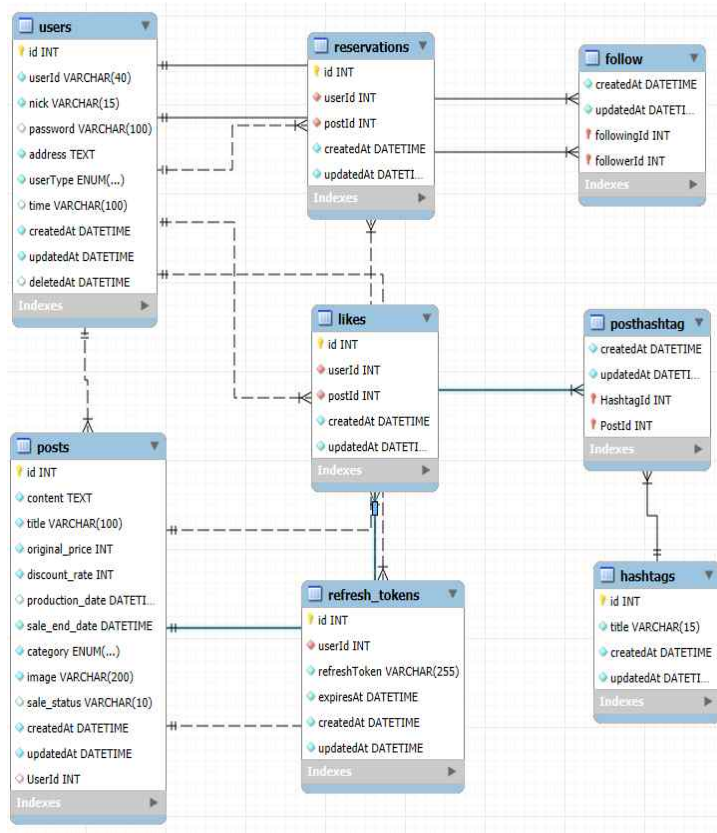 users
id INT
userId VARCHAR(40)
nick VARCHAR(15)
password VARCHAR(100)
address TEXT
userType ENUM(...)
time VARCHAR(100)
createdAt DATETIME
updatedAt DATETIME
deletedAt DATETIME
Indexes
reservations
id INT
userId INT
postId INT
createdAt DATETIME
updatedAt DATETI...
Indexes
follow
createdAt DATETIME
updatedAt DATETI...
followingId INT
followerId INT
Indexes
likes
id INT
userId INT
postId INT
createdAt DATETIME
updatedAt DATETI...
Indexes
posthashtag
createdAt DATETIME
updatedAt DATETI...
HashtagId INT
PostId INT
Indexes
posts
id INT
content TEXT
title VARCHAR(100)
original_price INT
discount_rate INT
production_date DATETI...
sale_end_date DATETIME
category ENUM(...)
image VARCHAR(200)
sale_status VARCHAR(10)
createdAt DATETIME
updatedAt DATETIME
UserId INT
Indexes
refresh_tokens
id INT
userId INT
refreshToken VARCHAR(255)
expiresAt DATETIME
createdAt DATETIME
updatedAt DATETIME
Indexes
hashtags
id INT
title VARCHAR(15)
createdAt DATETIME
updatedAt DATETI...
Indexes